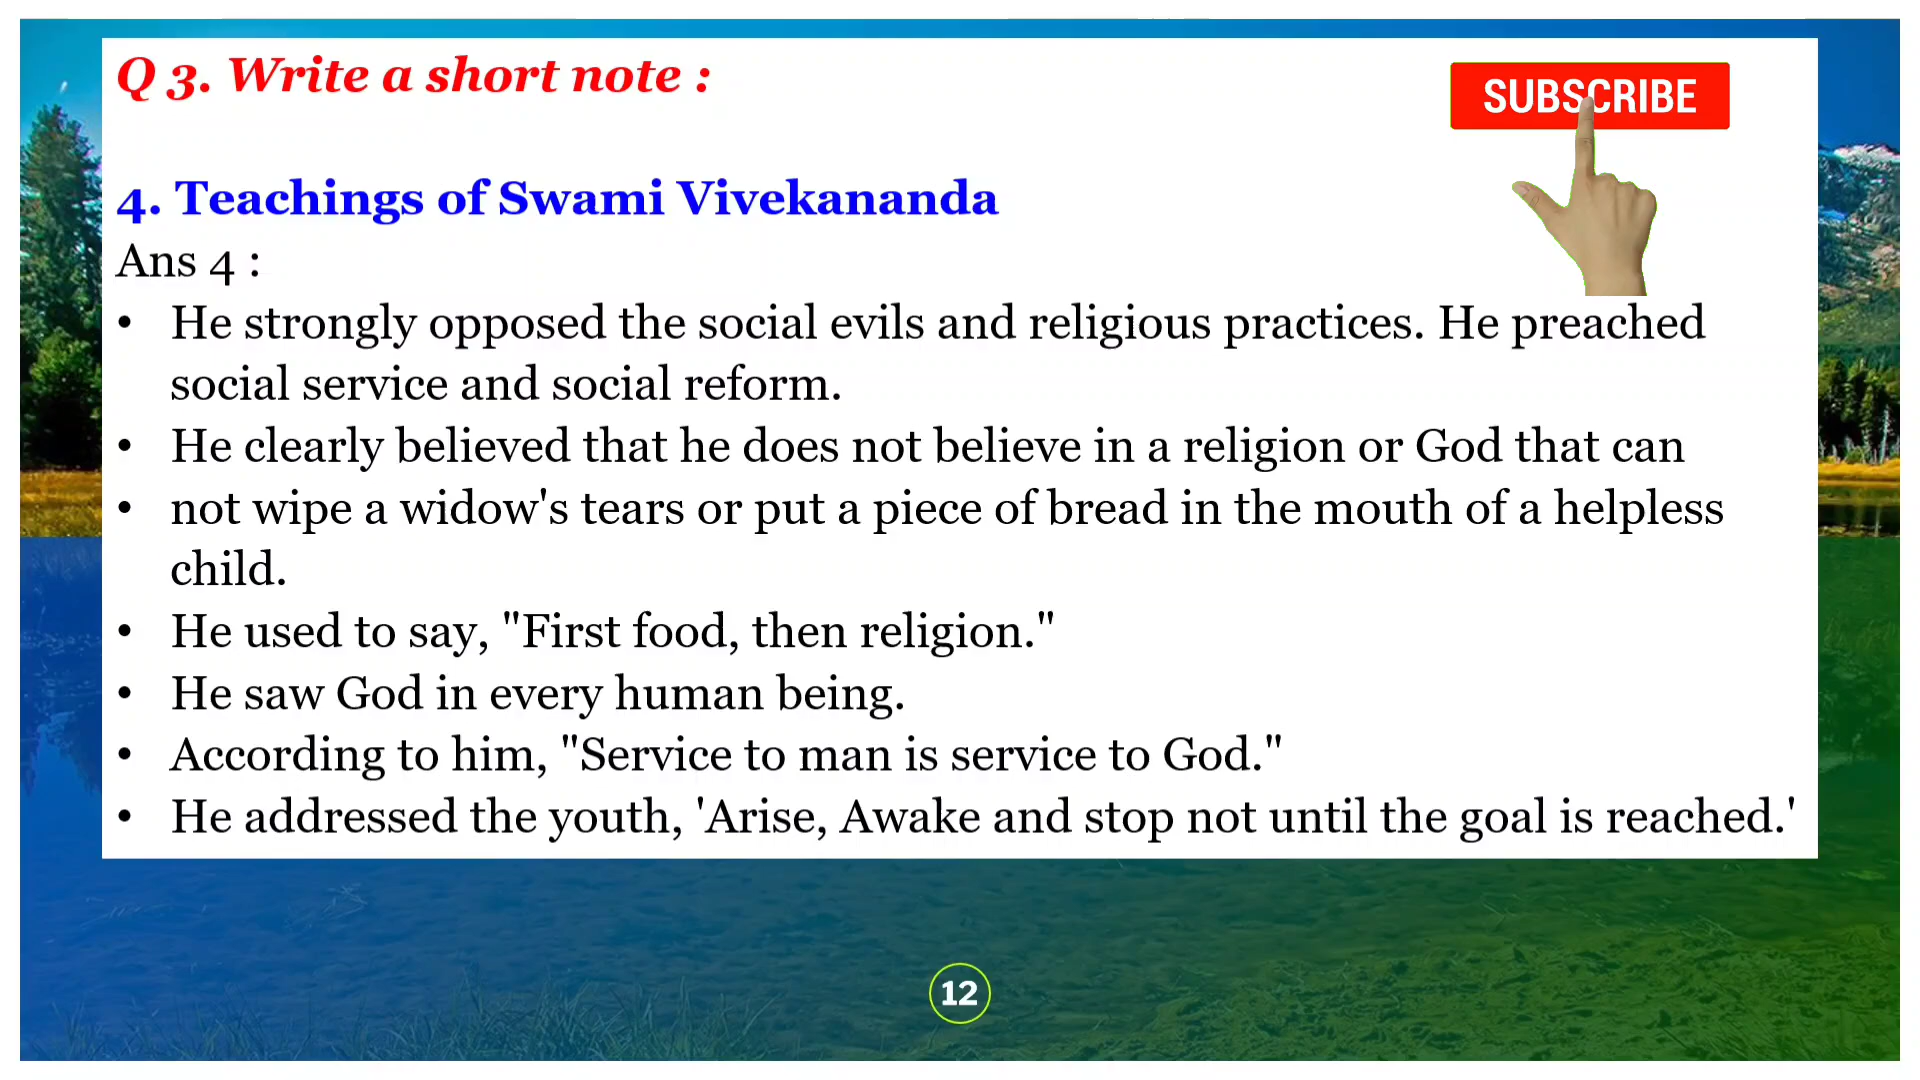 Q 3. Write a short note :
SUBSCRIBE
4. Teachings of Swami Vivekananda
Ans 4 :
• He strongly opposed the social evils and religious practices. He preached
social service and social reform.
• He clearly believed that he does not believe in a religion or God that can
• not wipe a widow's tears or put a piece of bread in the mouth of a helpless
child.
• He used to say, "First food, then religion."
• He saw God in every human being.
• According to him, "Service to man is service to God."
• He addressed the youth, 'Arise, Awake and stop not until the goal is reached.'
12